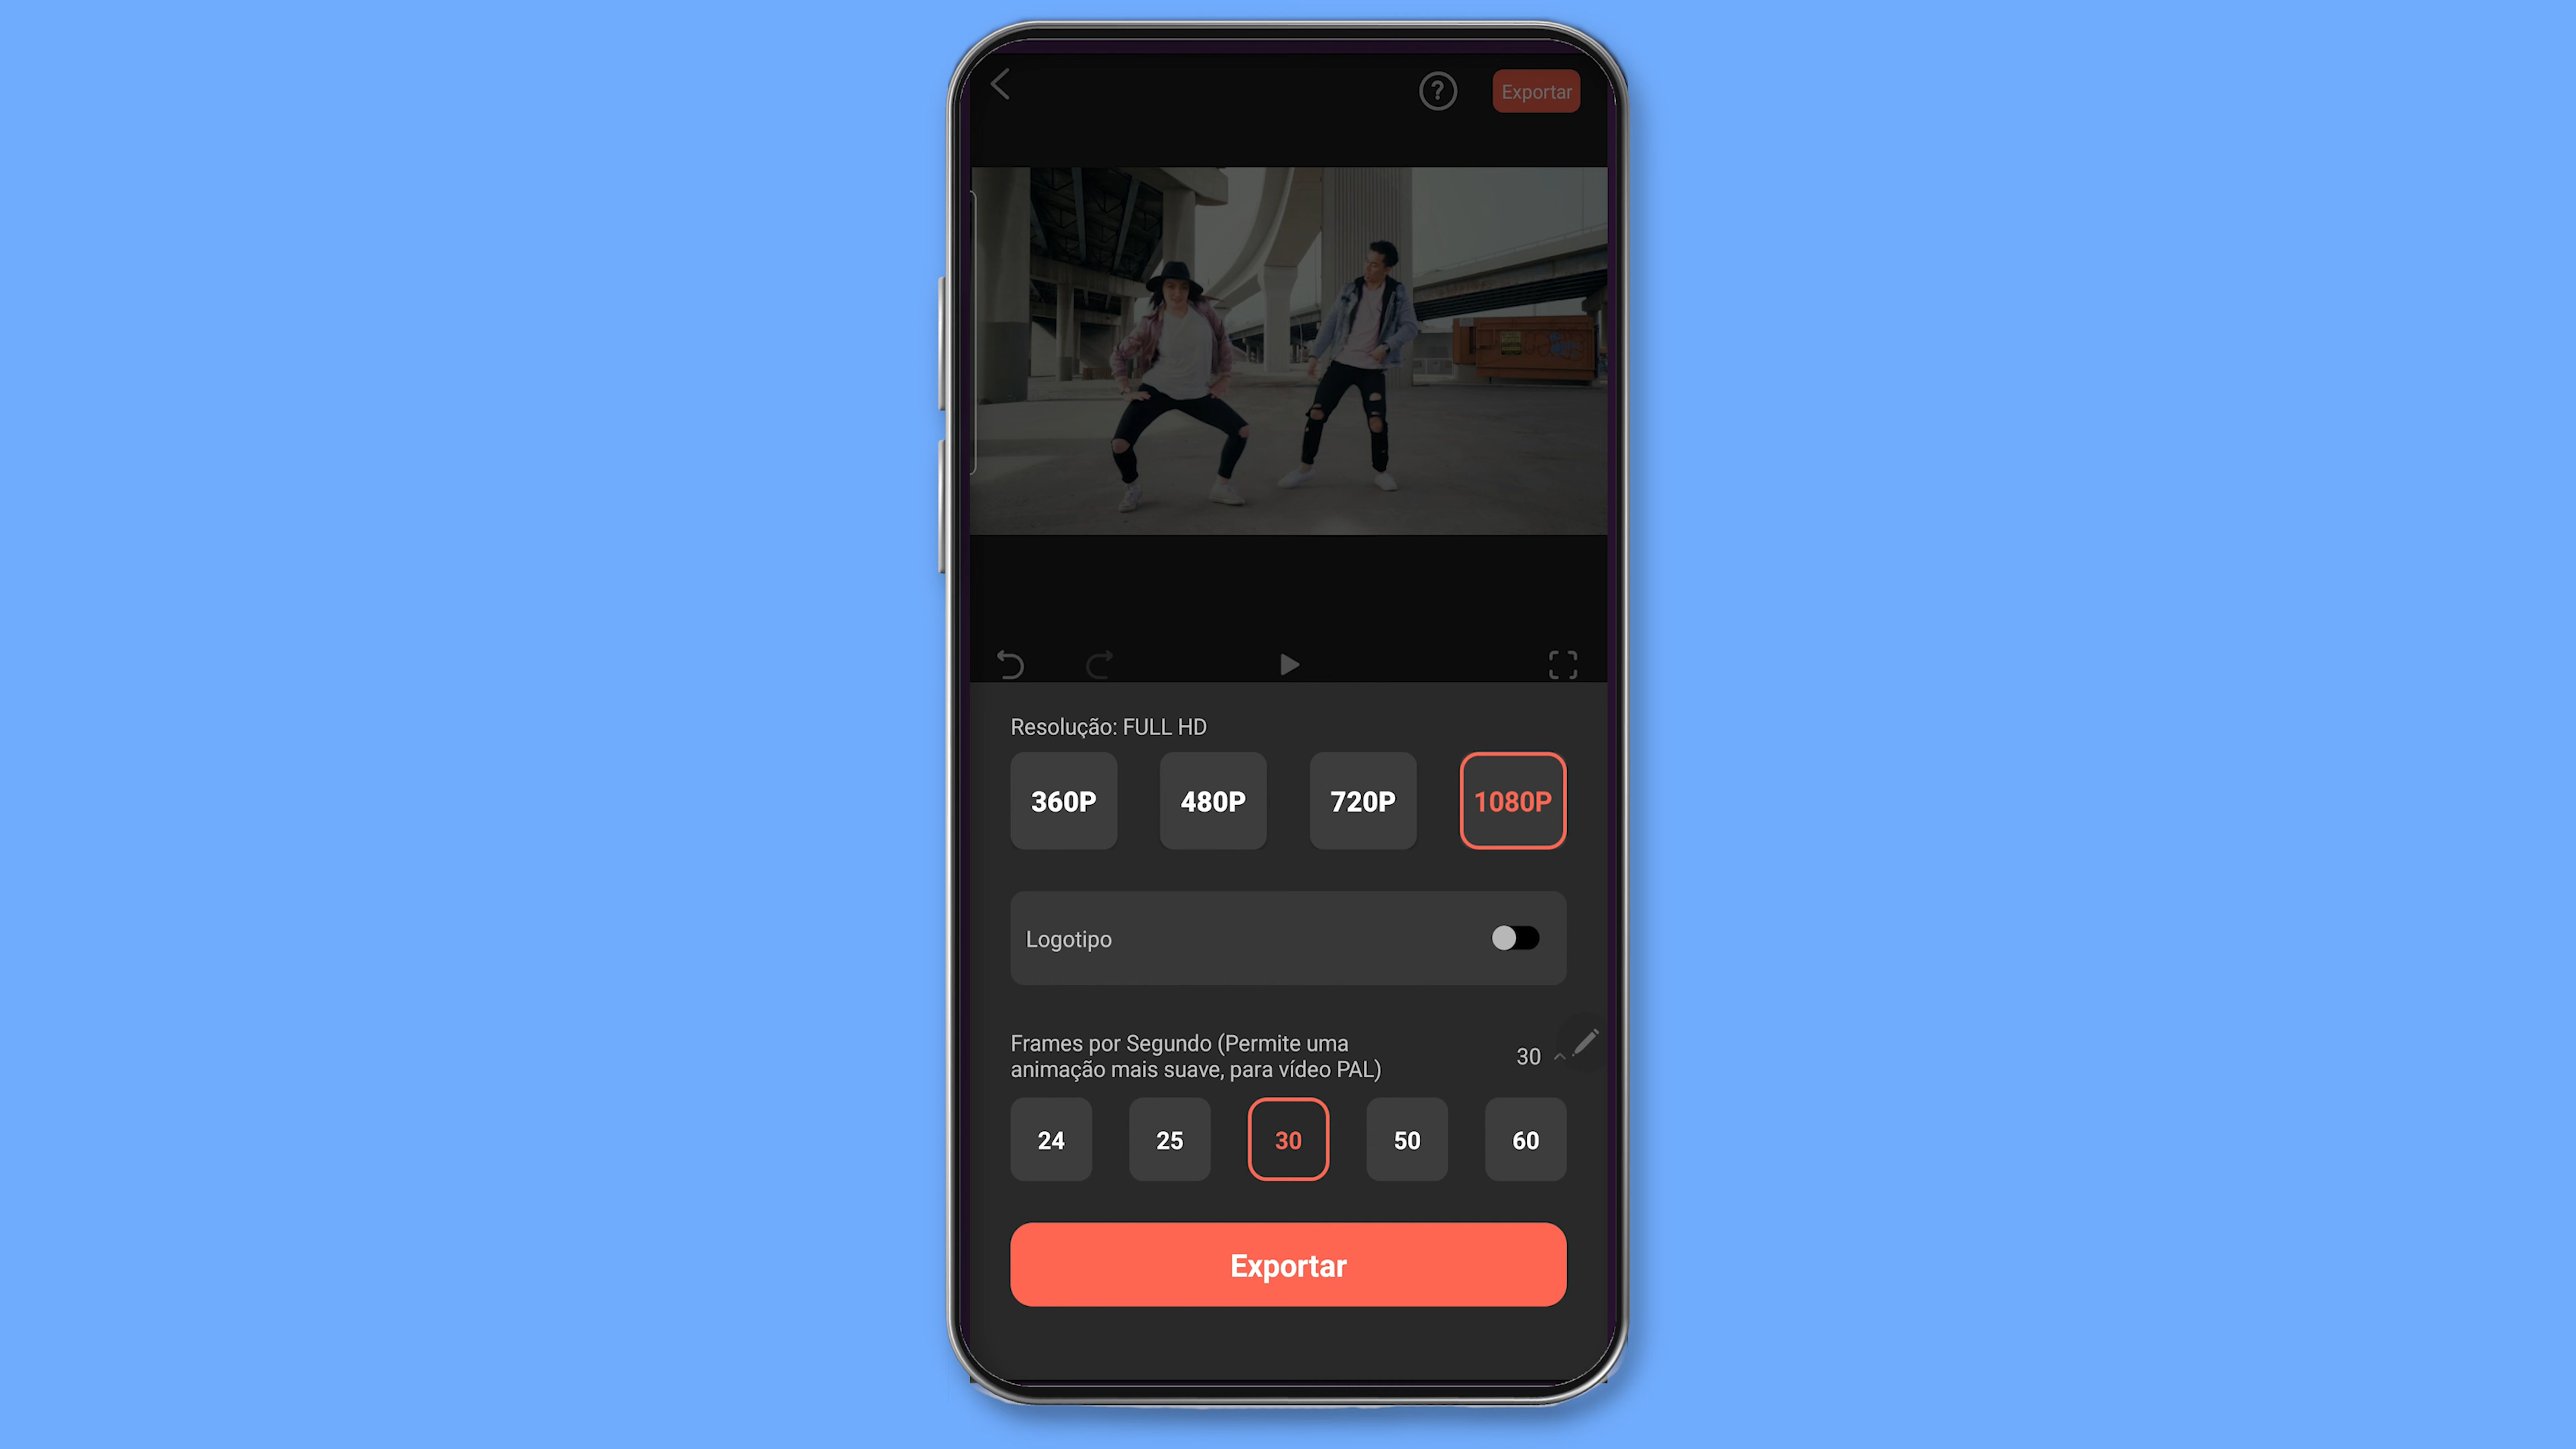 ?
Exportar
Resolução: FULL HD
360P 480P 720P 1080P
Logotipo
Frames por Segundo (Permite uma
animação mais suave, para vídeo PAL)
30
24 25 30 50 60
Exportar